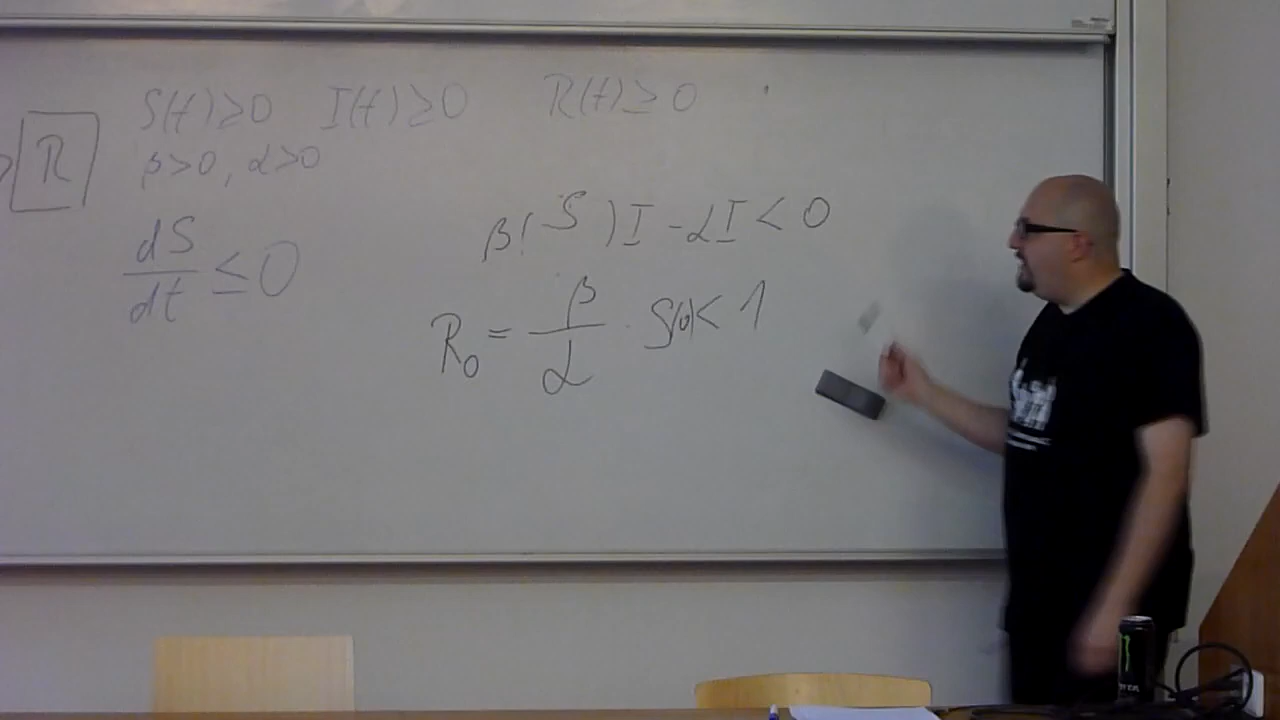 S(t)≥0 I(t)≥0 R(t)≥0
R
β>0, α>0
β( S )I - αI < 0
dS/dt ≤ 0
R₀ = β/α · S(0) < 1